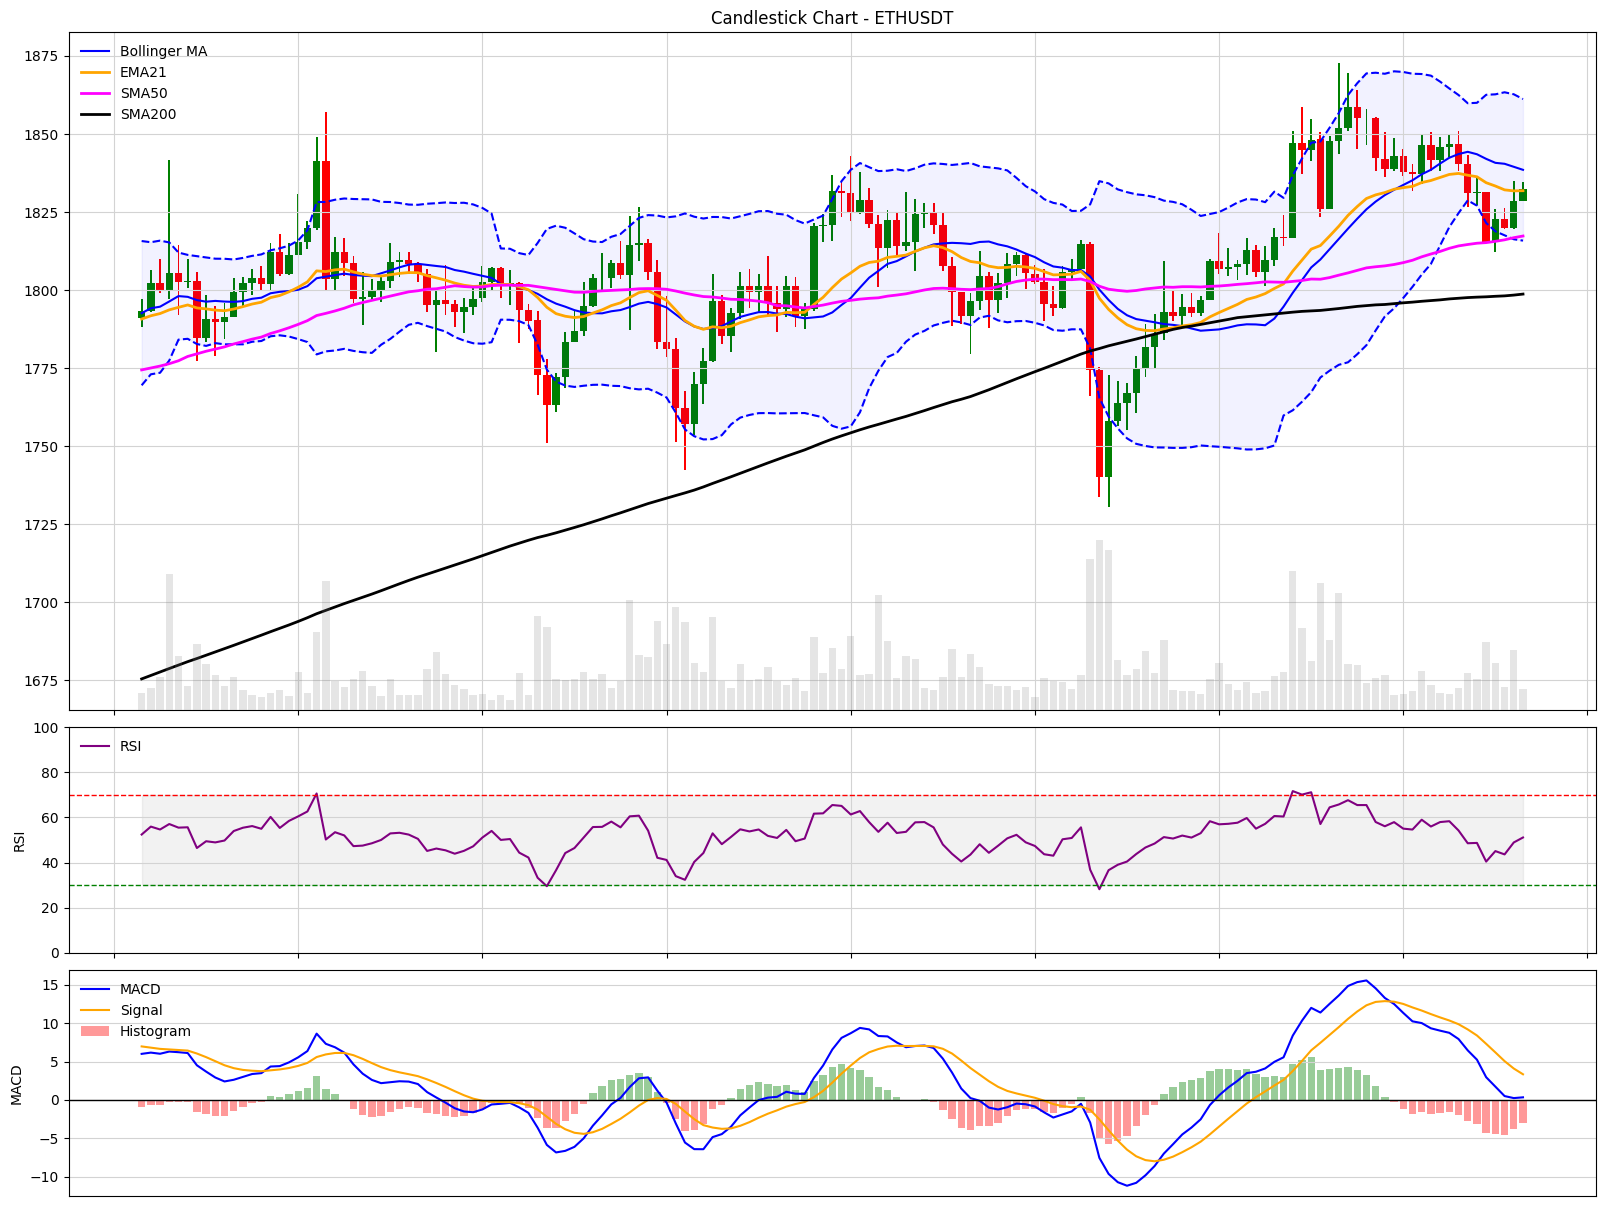 Candlestick Chart - ETHUSDT
Bollinger MA
EMA21
SMA50
SMA200
1875
1850
1825
1800
1775
1750
1725
1700
1675
RSI
RSI
100
80
60
40
20
0
MACD
MACD
Signal
Histogram
15
10
5
0
−5
−10